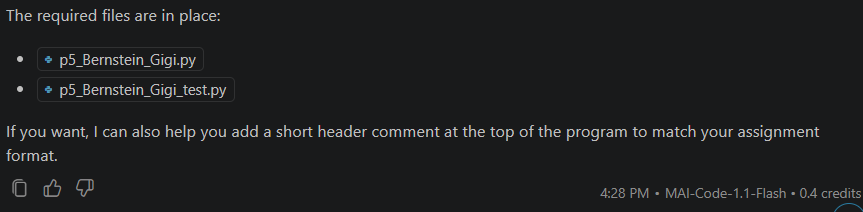 The required files are in place:
p5_Bernstein_Gigi.py
p5_Bernstein_Gigi_test.py
If you want, I can also help you add a short header comment at the top of the program to match your assignment
format.
4:28 PM • MAI-Code-1.1-Flash • 0.4 credits